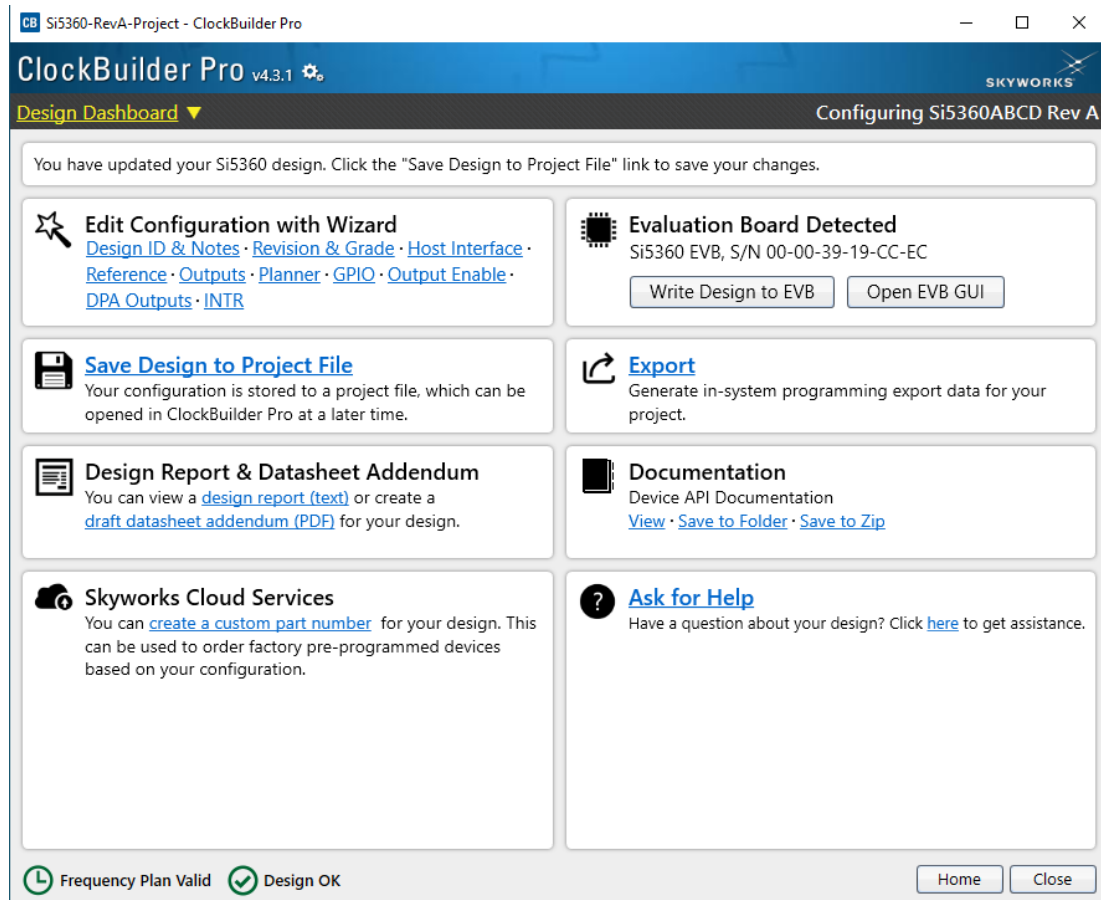 CB Si5360-RevA-Project - ClockBuilder Pro
ClockBuilder Pro v4.3.1
SKYWORKS
Design Dashboard ▼
Configuring Si5360ABCD Rev A
You have updated your Si5360 design. Click the "Save Design to Project File" link to save your changes.
Edit Configuration with Wizard
Design ID & Notes · Revision & Grade · Host Interface ·
Reference · Outputs · Planner · GPIO · Output Enable ·
DPA Outputs · INTR
Evaluation Board Detected
Si5360 EVB, S/N 00-00-39-19-CC-EC
Write Design to EVB
Open EVB GUI
Save Design to Project File
Your configuration is stored to a project file, which can be
opened in ClockBuilder Pro at a later time.
Export
Generate in-system programming export data for your
project.
Design Report & Datasheet Addendum
You can view a design report (text) or create a
draft datasheet addendum (PDF) for your design.
Documentation
Device API Documentation
View · Save to Folder · Save to Zip
Skyworks Cloud Services
You can create a custom part number for your design. This
can be used to order factory pre-programmed devices
based on your configuration.
? Ask for Help
Have a question about your design? Click here to get assistance.
Frequency Plan Valid
Design OK
Home
Close